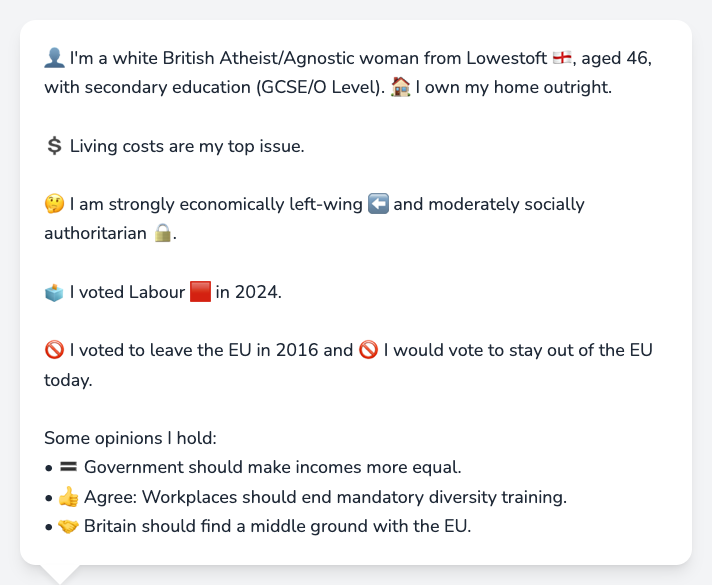 👤 I'm a white British Atheist/Agnostic woman from Lowestoft 🏴󠁧󠁢󠁥󠁮󠁧󠁿, aged 46,
with secondary education (GCSE/O Level). 🏠 I own my home outright.
💲 Living costs are my top issue.
🤔 I am strongly economically left-wing ⬅️ and moderately socially
authoritarian 🔒.
🗳️ I voted Labour 🟥 in 2024.
🚫 I voted to leave the EU in 2016 and 🚫 I would vote to stay out of the EU
today.
Some opinions I hold:
• 🟰 Government should make incomes more equal.
• 👍 Agree: Workplaces should end mandatory diversity training.
• 🤝 Britain should find a middle ground with the EU.